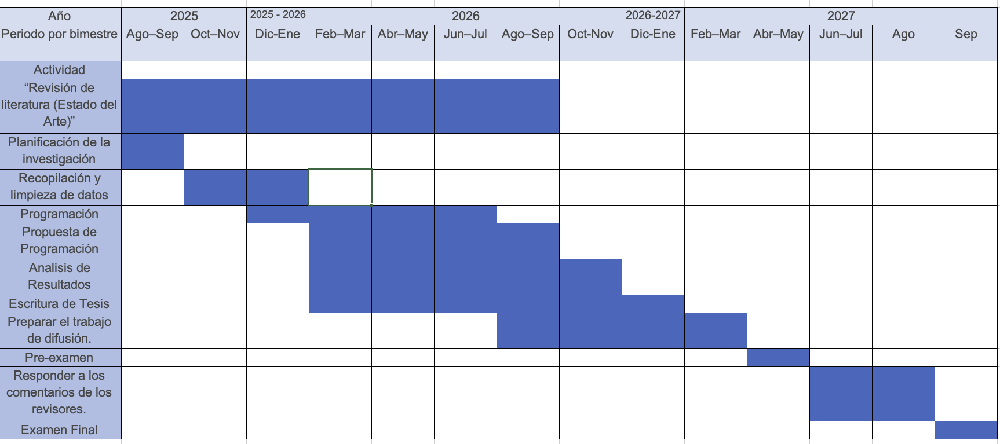 Año 2025 2025 - 2026 2026 2026-2027 2027
Periodo por bimestre Ago–Sep Oct–Nov Dic-Ene Feb–Mar Abr–May Jun–Jul Ago–Sep Oct-Nov Dic-Ene Feb–Mar Abr–May Jun–Jul Ago Sep
Actividad
“Revisión de
literatura (Estado del
Arte)”
Planificación de la
investigación
Recopilación y
limpieza de datos
Programación
Propuesta de
Programación
Analisis de
Resultados
Escritura de Tesis
Preparar el trabajo
de difusión.
Pre-examen
Responder a los
comentarios de los
revisores.
Examen Final